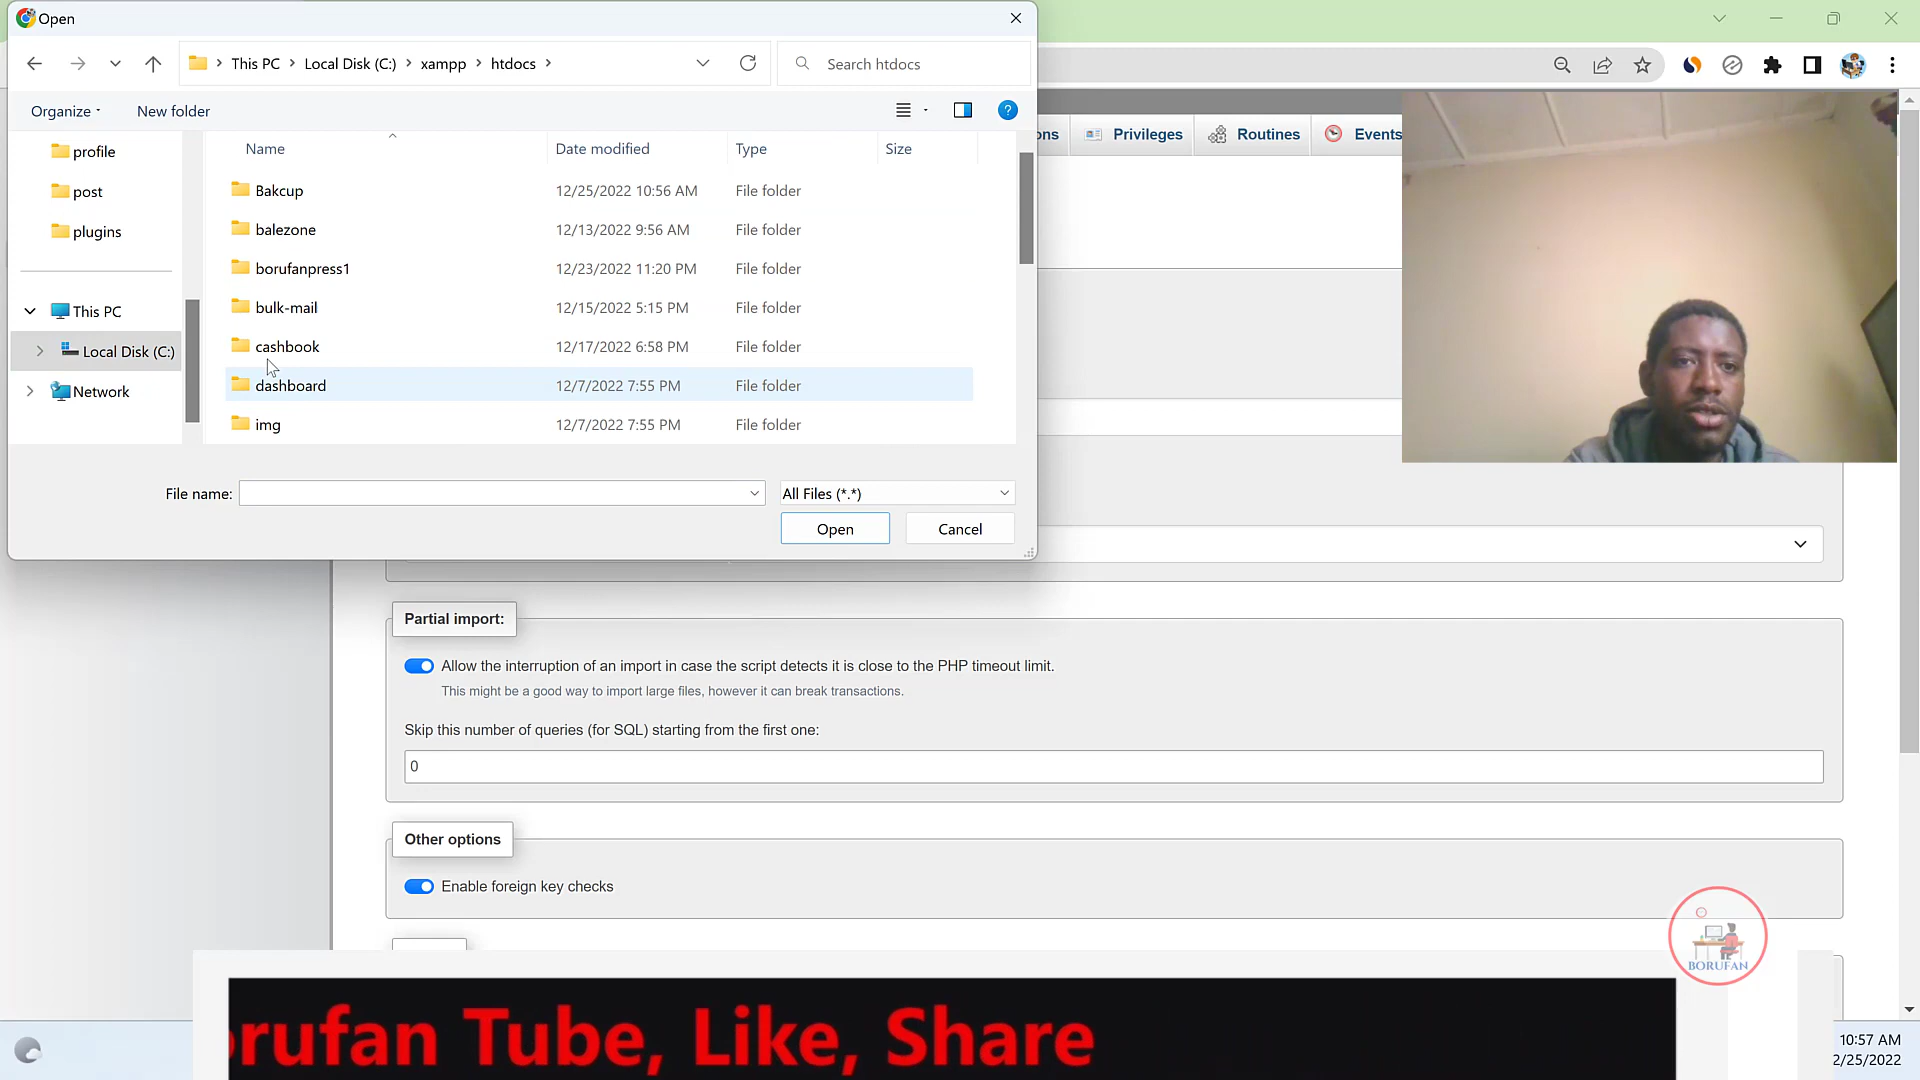 Open
This PC > Local Disk (C:) > xampp > htdocs >
Search htdocs
Organize
New folder
profile
post
plugins
This PC
Local Disk (C:)
Network
Name
Date modified
Type
Size
Bakcup
12/25/2022 10:56 AM
File folder
balezone
12/13/2022 9:56 AM
File folder
borufanpress1
12/23/2022 11:20 PM
File folder
bulk-mail
12/15/2022 5:15 PM
File folder
cashbook
12/17/2022 6:58 PM
File folder
dashboard
12/7/2022 7:55 PM
File folder
img
12/7/2022 7:55 PM
File folder
File name:
All Files (*.*)
Open
Cancel
ons
Privileges
Routines
Events
Partial import:
Allow the interruption of an import in case the script detects it is close to the PHP timeout limit.
This might be a good way to import large files, however it can break transactions.
Skip this number of queries (for SQL) starting from the first one:
0
Other options
Enable foreign key checks
BORUFAN
orufan Tube, Like, Share
10:57 AM
2/25/2022